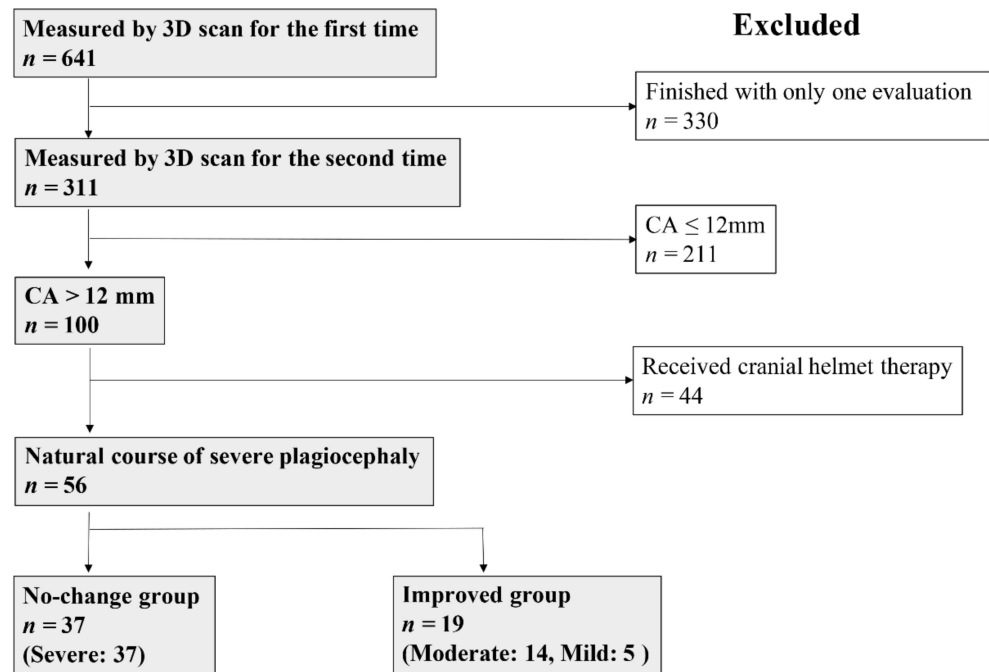 Measured by 3D scan for the first time
n = 641
Excluded
Finished with only one evaluation
n = 330
Measured by 3D scan for the second time
n = 311
CA ≤ 12mm
n = 211
CA > 12 mm
n = 100
Received cranial helmet therapy
n = 44
Natural course of severe plagiocephaly
n = 56
No-change group
n = 37
(Severe: 37)
Improved group
n = 19
(Moderate: 14, Mild: 5 )